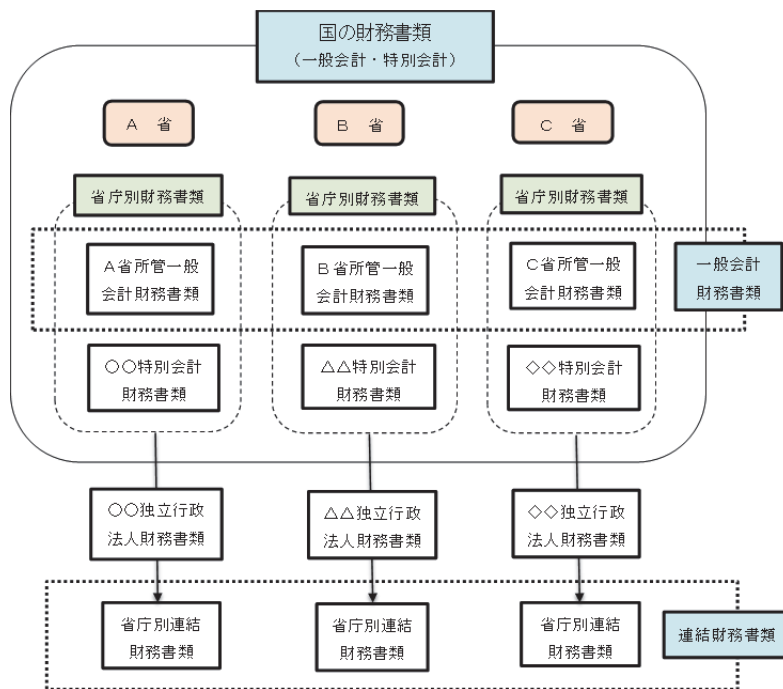 国の財務書類
（一般会計・特別会計）
A 省
B 省
C 省
省庁別財務書類
省庁別財務書類
省庁別財務書類
A省所管一般
会計財務書類
B省所管一般
会計財務書類
C省所管一般
会計財務書類
一般会計
財務書類
○○特別会計
財務書類
△△特別会計
財務書類
◇◇特別会計
財務書類
○○独立行政
法人財務書類
△△独立行政
法人財務書類
◇◇独立行政
法人財務書類
省庁別連結
財務書類
省庁別連結
財務書類
省庁別連結
財務書類
連結財務書類